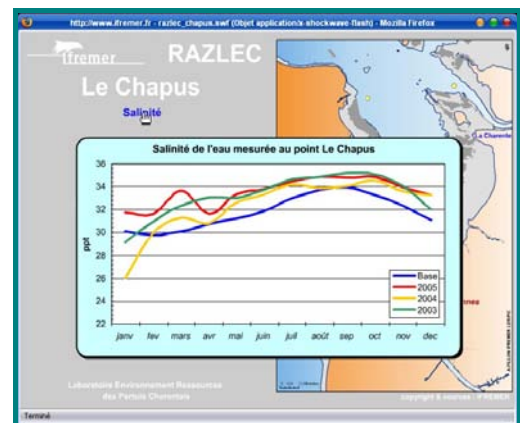 http://www.ifremer.fr - razlec_chapus.swf (Objet application/x-shockwave-flash) - Mozilla Firefox
Ifremer
RAZLEC
Le Chapus
Salinité
La Charente
Salinité de l'eau mesurée au point Le Chapus
36
34
32
30
28
26
24
22
ppt
Base
2005
2004
2003
janv fev mars avr mai juin juil août sep oct nov dec
nnes
Laboratoire Environnement Ressources
des Pertuis Charentais
copyright & sources - IFREMER
Terminé